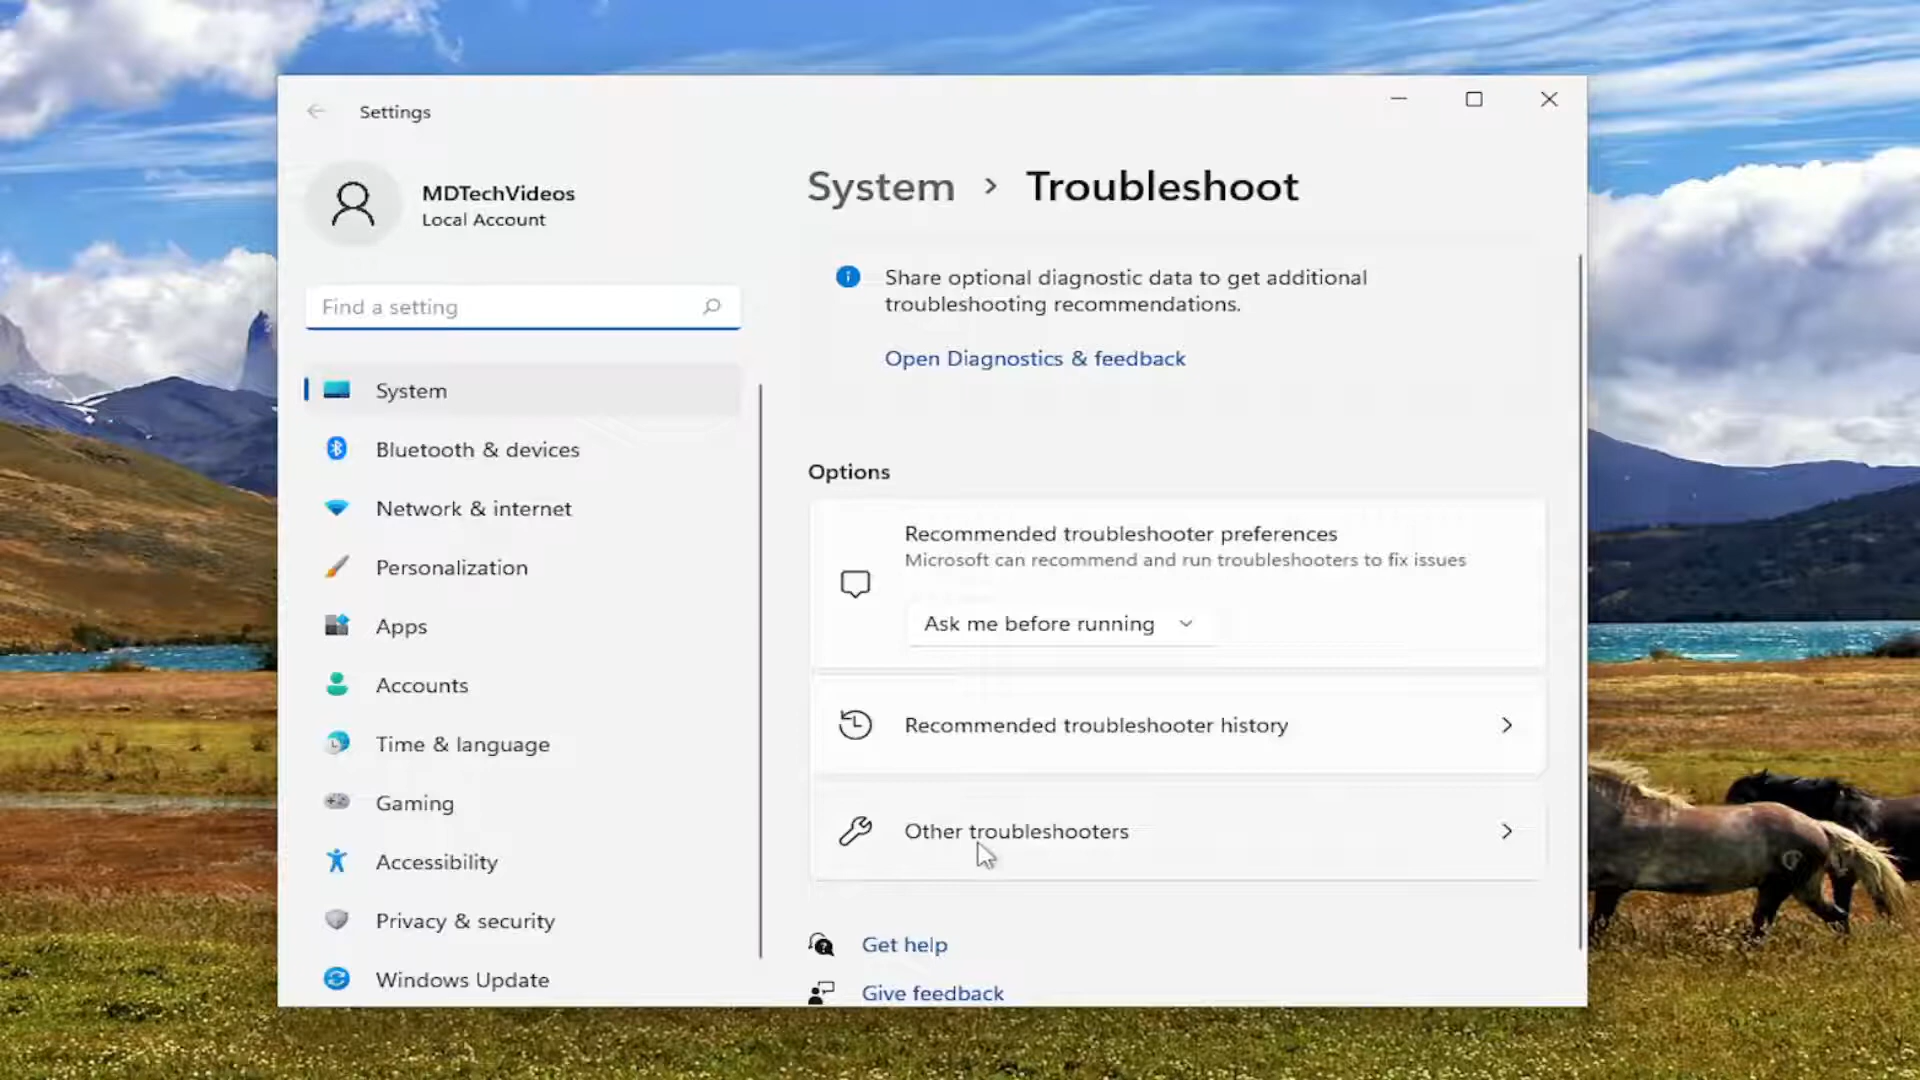 Settings
MDTechVideos
Local Account
Find a setting
System
Bluetooth & devices
Network & internet
Personalization
Apps
Accounts
Time & language
Gaming
Accessibility
Privacy & security
Windows Update
System > Troubleshoot
Share optional diagnostic data to get additional
troubleshooting recommendations.
Open Diagnostics & feedback
Options
Recommended troubleshooter preferences
Microsoft can recommend and run troubleshooters to fix issues
Ask me before running
Recommended troubleshooter history
Other troubleshooters
Get help
Give feedback